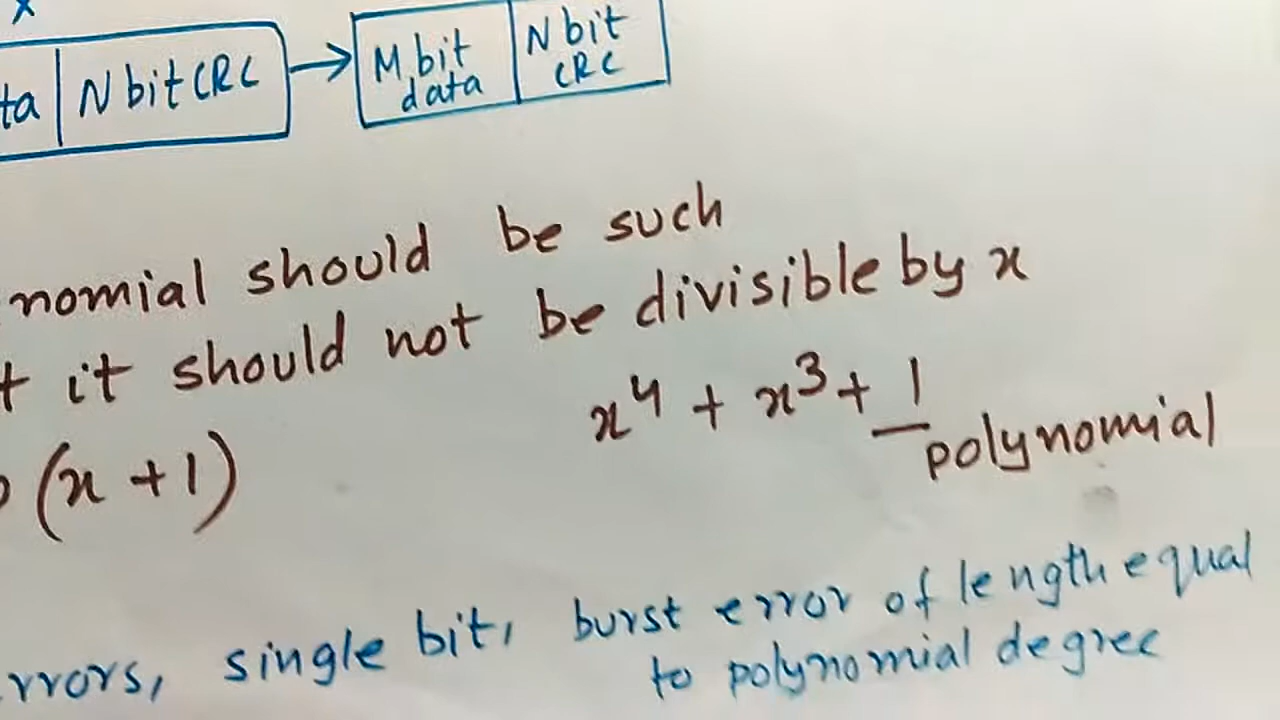 x
ta | N bit CRC → M bit data | N bit CRC
nomial should be such
t it should not be divisible by x
x⁴ + x³ + 1
polynomial
(x + 1)
rrors, single bit, burst error of length equal
to polynomial degree